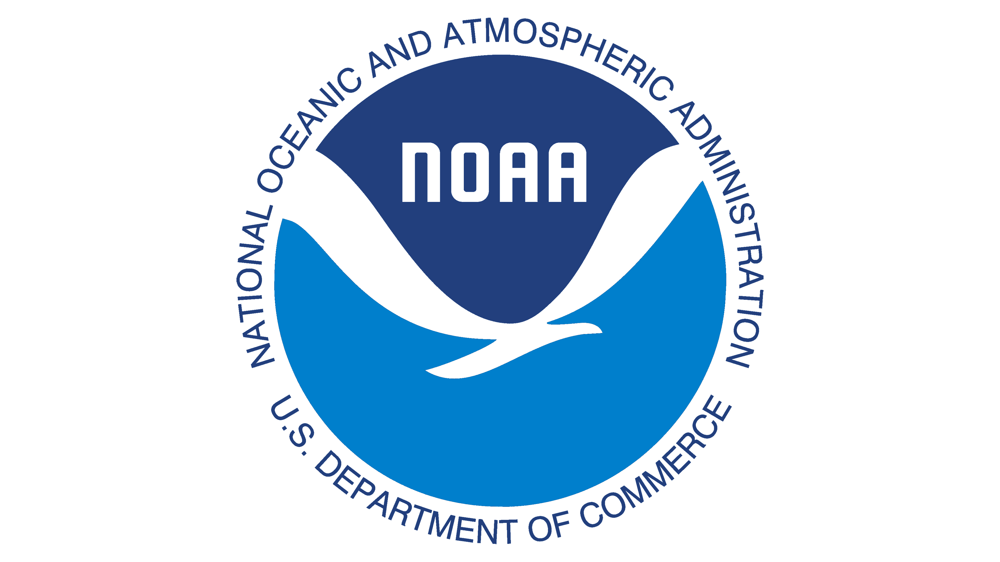 NATIONAL OCEANIC AND ATMOSPHERIC ADMINISTRATION
NOAA
U.S. DEPARTMENT OF COMMERCE